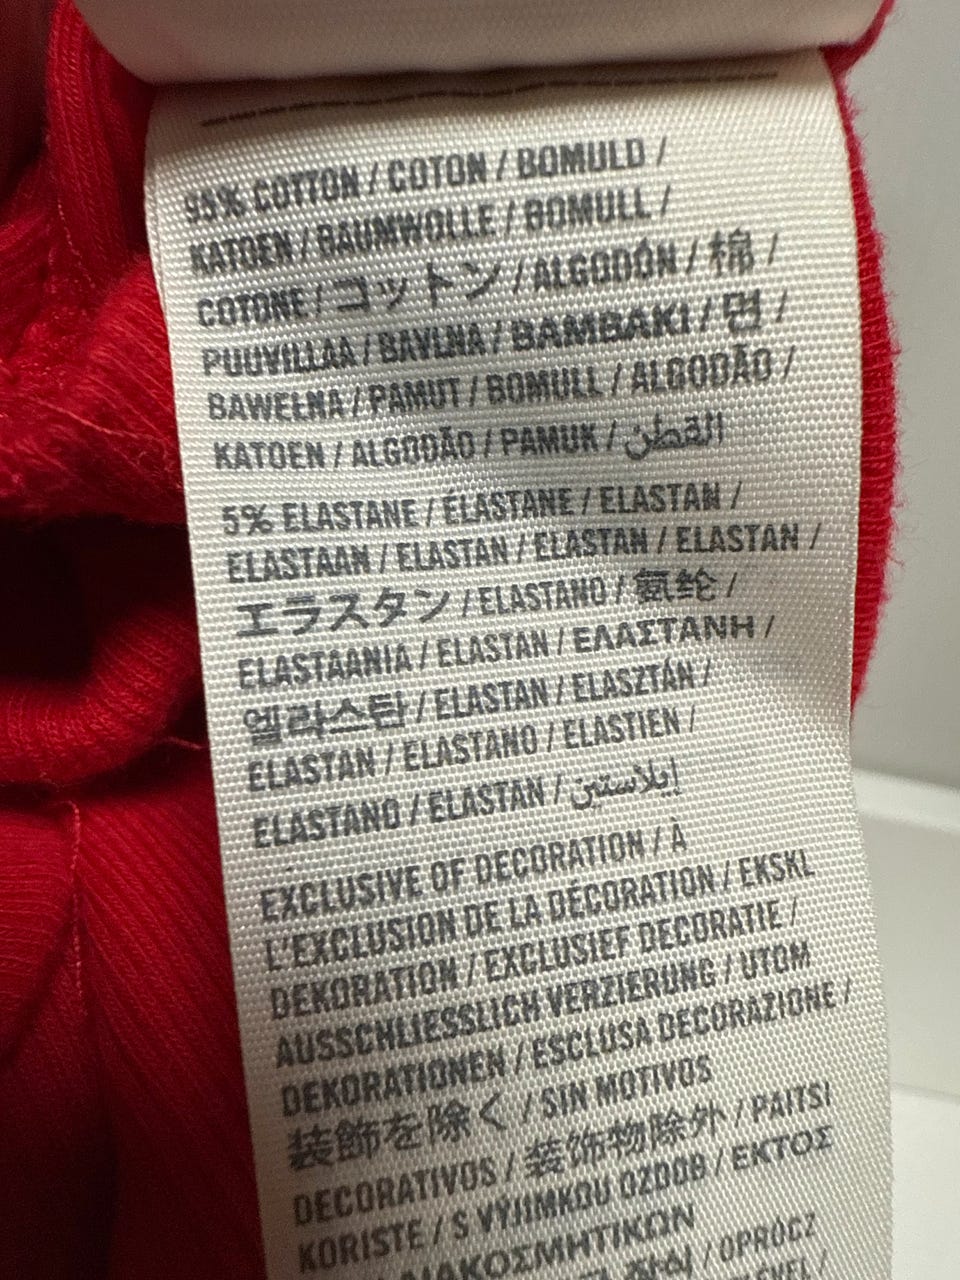 95% COTTON / COTON / BOMULD /
KATOEN / BAUMWOLLE / BOMULL /
COTONE / コットン / ALGODÓN / 棉 /
PUUVILLAA / BAVLNA / BAMBAKI / 면 /
BAWEŁNA / PAMUT / BOMULL / ALGODÃO /
KATOEN / ALGODÃO / PAMUK / القطن
5% ELASTANE / ÉLASTANE / ELASTAN /
ELASTAAN / ELASTAN / ELASTAN / ELASTAN /
エラスタン / ELASTANO / 氨纶 /
ELASTAANIA / ELASTAN / ΕΛΑΣΤΑΝΗ /
엘라스탄 / ELASTAN / ELASZTÁN /
ELASTAN / ELASTANO / ELASTIEN /
ELASTANO / ELASTAN / إيلاستين
EXCLUSIVE OF DECORATION / À
L'EXCLUSION DE LA DÉCORATION / EKSKL
DEKORATION / EXCLUSIEF DECORATIE /
AUSSCHLIESSLICH VERZIERUNG / UTOM
DEKORATIONEN / ESCLUSA DECORAZIONE /
装飾を除く / SIN MOTIVOS
DECORATIVOS / 装饰物除外 / PAITSI
KORISTE / S VÝJIMKOU OZDOB / ΕΚΤΟΣ
장식 / OPRÓCZ